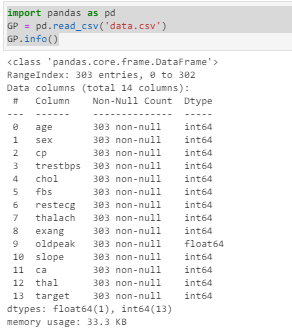 import pandas as pd
GP = pd.read_csv('data.csv')
GP.info()
<class 'pandas.core.frame.DataFrame'>
RangeIndex: 303 entries, 0 to 302
Data columns (total 14 columns):
 #   Column    Non-Null Count  Dtype
---  ------    --------------  -----
 0   age       303 non-null    int64
 1   sex       303 non-null    int64
 2   cp        303 non-null    int64
 3   trestbps  303 non-null    int64
 4   chol      303 non-null    int64
 5   fbs       303 non-null    int64
 6   restecg   303 non-null    int64
 7   thalach   303 non-null    int64
 8   exang     303 non-null    int64
 9   oldpeak   303 non-null    float64
 10  slope     303 non-null    int64
 11  ca        303 non-null    int64
 12  thal      303 non-null    int64
 13  target    303 non-null    int64
dtypes: float64(1), int64(13)
memory usage: 33.3 KB